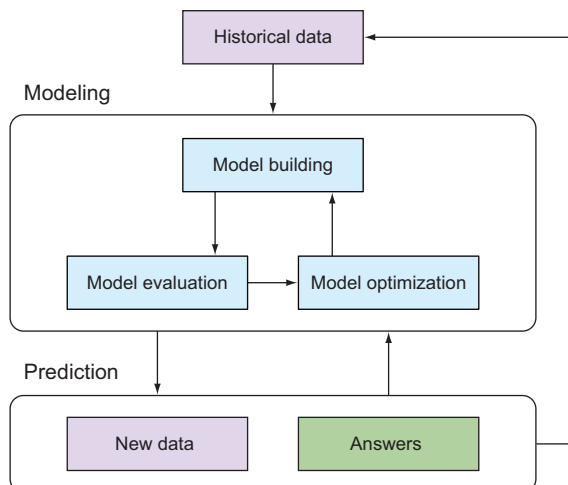 Historical data
Modeling
Model building
Model evaluation
Model optimization
Prediction
New data
Answers